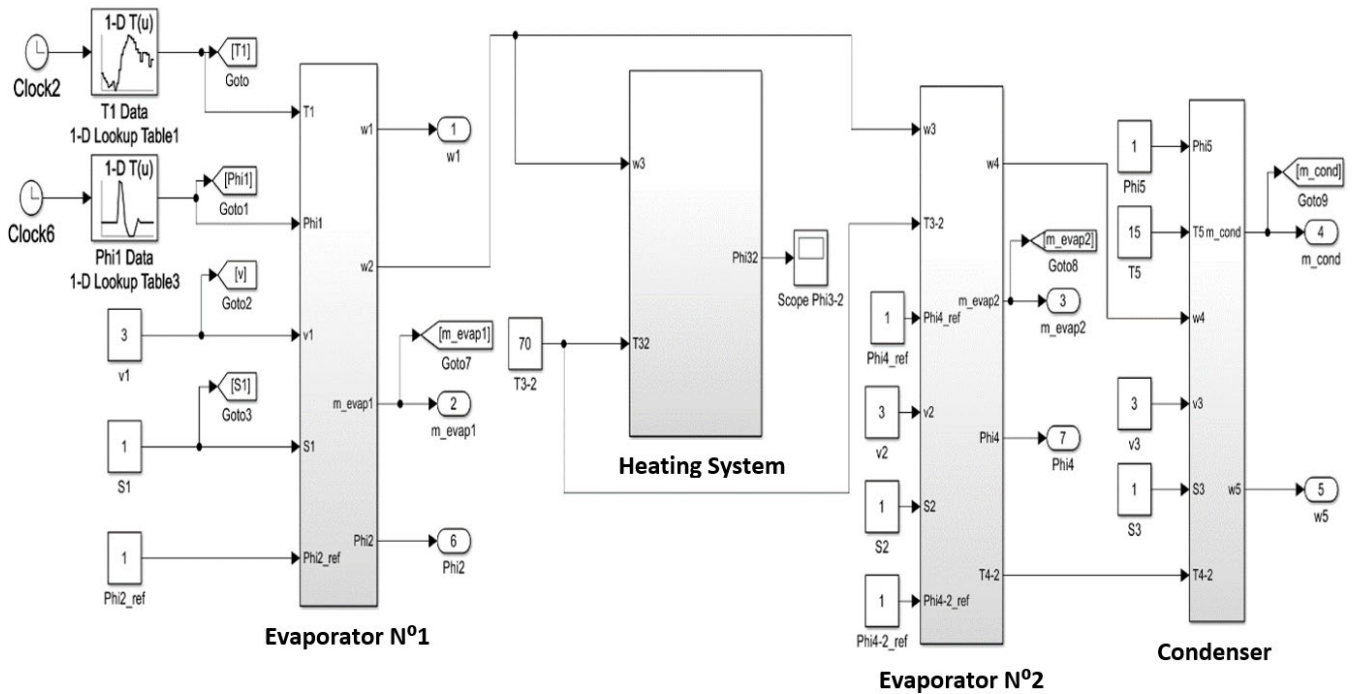 1-D T(u)
Clock2
T1 Data
1-D Lookup Table1
[T1]
Goto
1-D T(u)
Clock6
Phi1 Data
1-D Lookup Table3
[Phi1]
Goto1
[v]
Goto2
3
v1
[S1]
Goto3
1
S1
1
Phi2_ref
T1
Phi1
v1
S1
Phi2_ref
w1
w2
m_evap1
Phi2
Evaporator Nº1
1
w1
[m_evap1]
Goto7
2
m_evap1
6
Phi2
70
T3-2
w3
T32
Phi32
Heating System
Scope Phi3-2
1
Phi4_ref
3
v2
1
S2
1
Phi4-2_ref
w3
T3-2
Phi4_ref
v2
S2
Phi4-2_ref
w4
m_evap2
Phi4
T4-2
Evaporator Nº2
[m_evap2]
Goto8
3
m_evap2
7
Phi4
1
Phi5
15
T5
3
v3
1
S3
Phi5
T5
w4
v3
S3
T4-2
m_cond
w5
Condenser
[m_cond]
Goto9
4
m_cond
5
w5